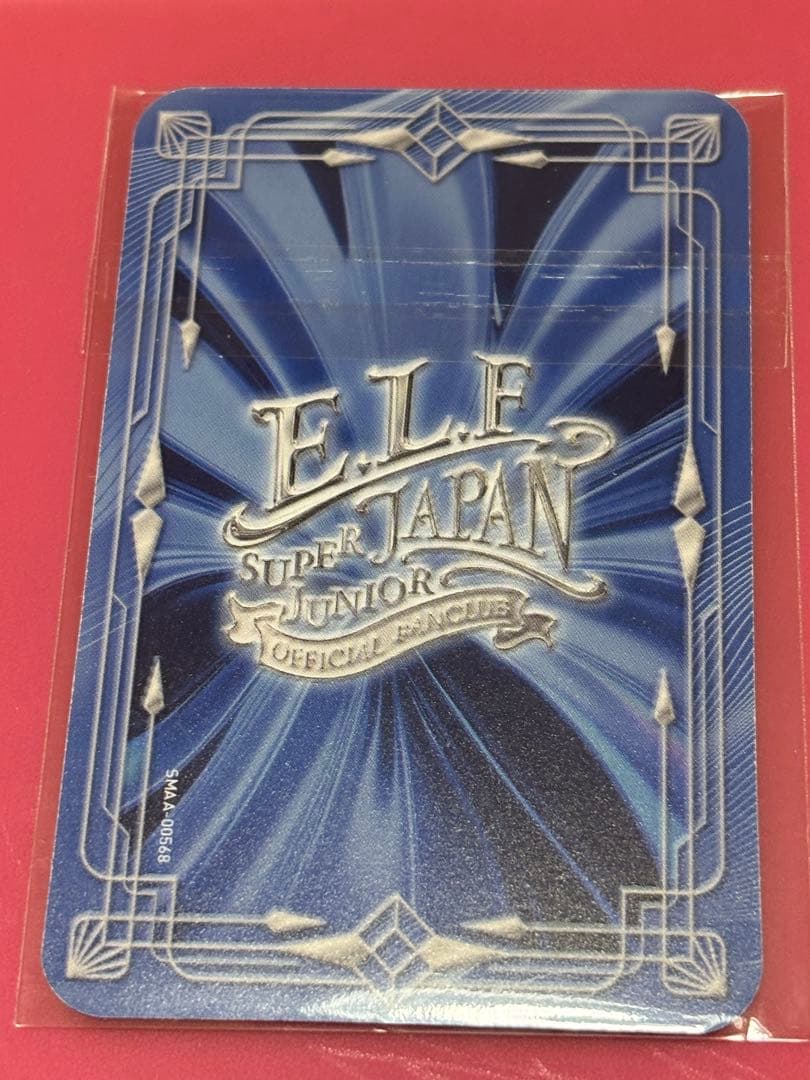 E.L.F
JAPAN
SUPER
JUNIOR
OFFICIAL FANCLUB
SMAA-00568